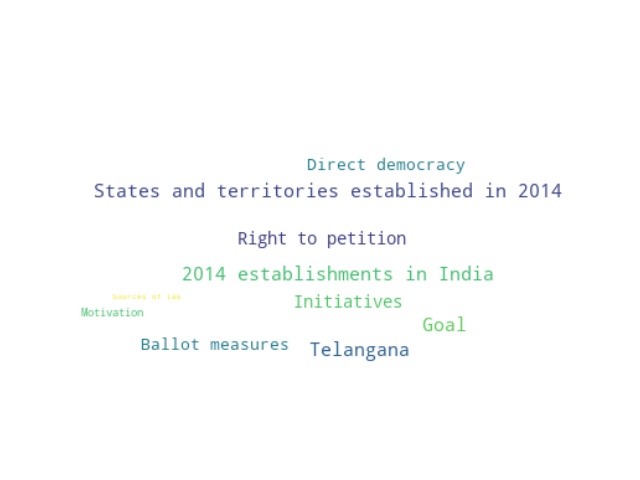 Direct democracy
States and territories established in 2014
Right to petition
2014 establishments in India
Sources of law
Initiatives
Motivation
Goal
Ballot measures
Telangana